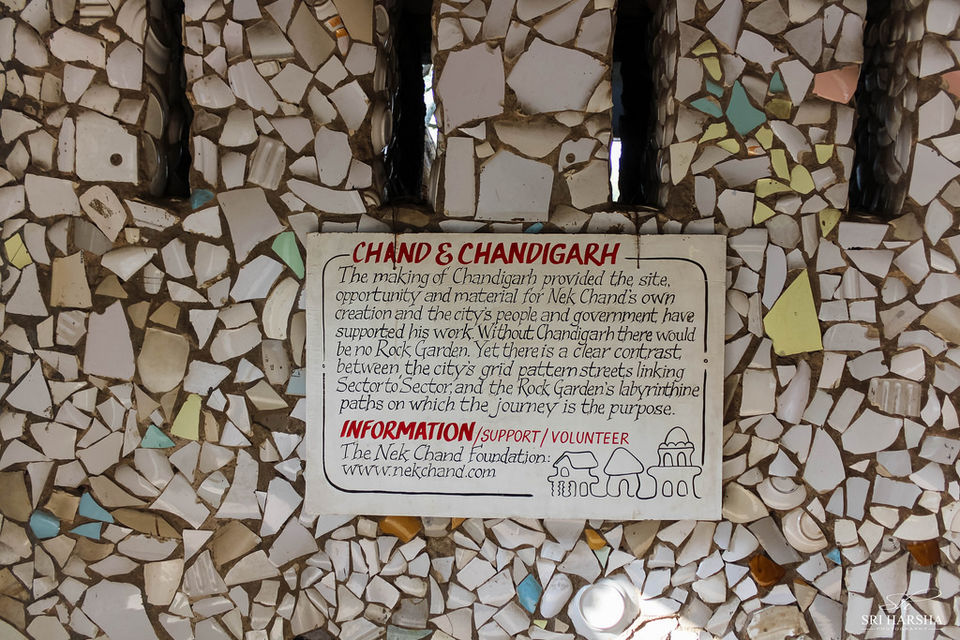 CHAND & CHANDIGARH
The making of Chandigarh provided the site,
opportunity and material for Nek Chand's own
creation and the city's people and government have
supported his work. Without Chandigarh there would
be no Rock Garden. Yet there is a clear contrast
between the city's grid pattern streets linking
Sector to Sector, and the Rock Garden's labyrinthine
paths on which the journey is the purpose.
INFORMATION/SUPPORT/VOLUNTEER
The Nek Chand Foundation:
www.nekchand.com
SRI HARSHA
PHOTOGRAPHY